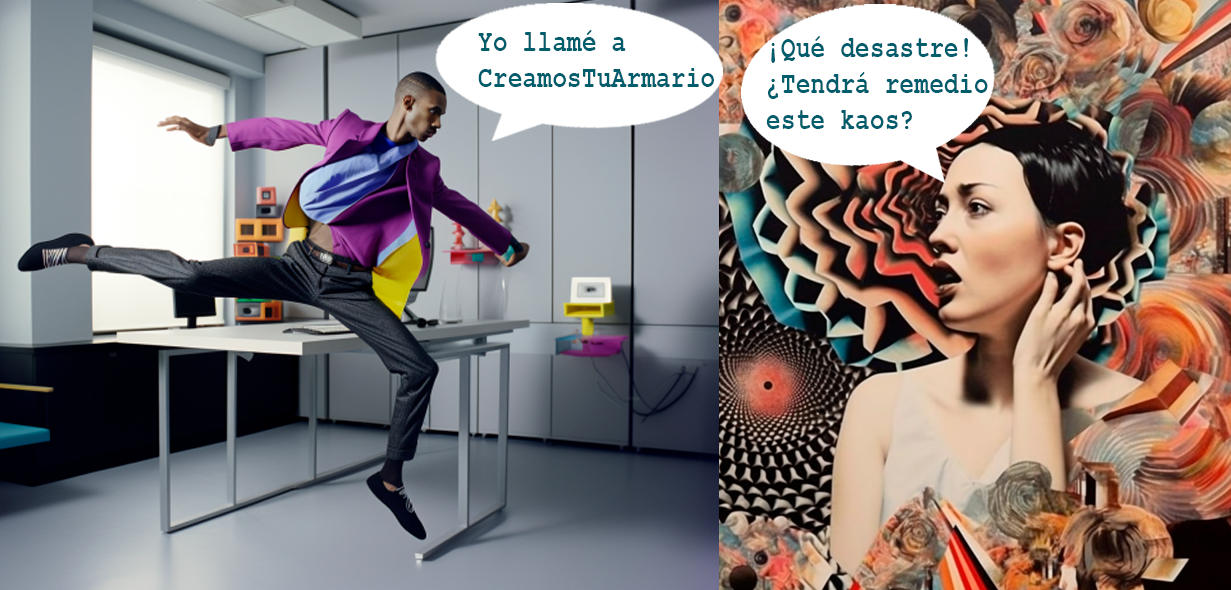 Yo llamé a
CreamosTuArmario
¡Qué desastre!
¿Tendrá remedio
este kaos?